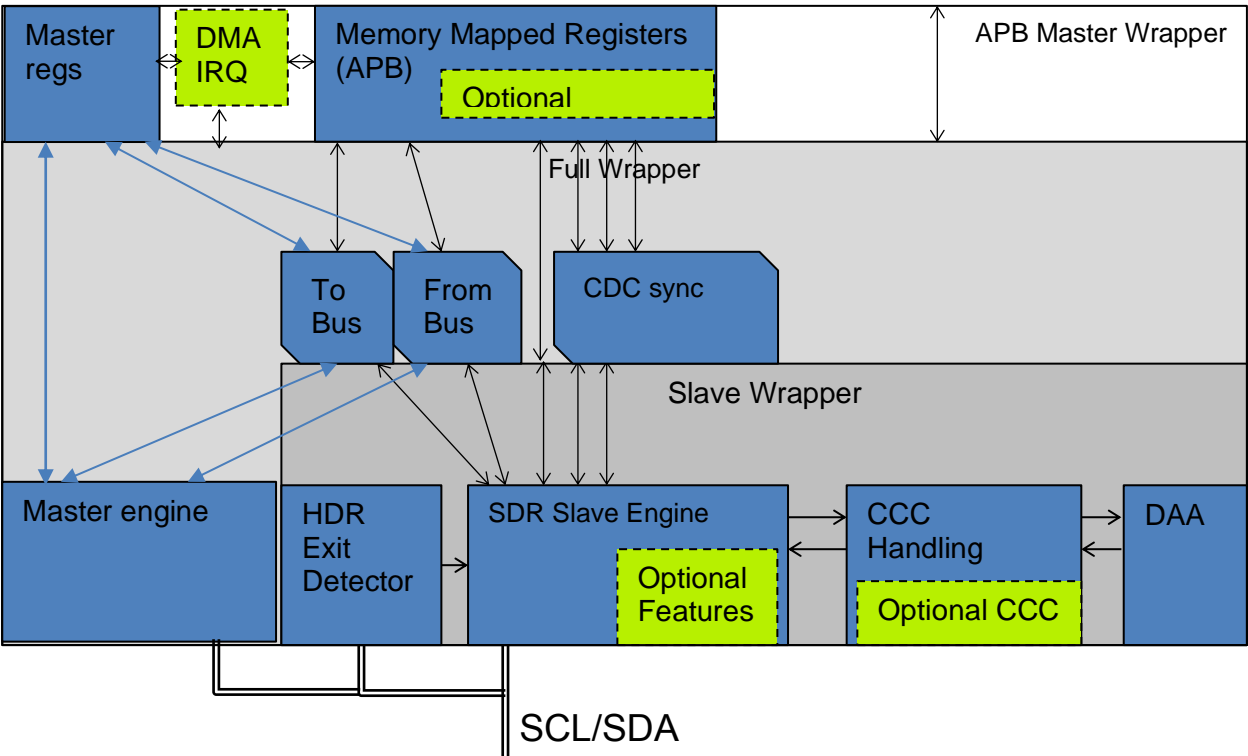 Master
regs
DMA
IRQ
Memory Mapped Registers
(APB)
Optional
APB Master Wrapper
Full Wrapper
To
Bus
From
Bus
CDC sync
Slave Wrapper
Master engine
HDR
Exit
Detector
SDR Slave Engine
Optional
Features
CCC
Handling
Optional CCC
DAA
SCL/SDA